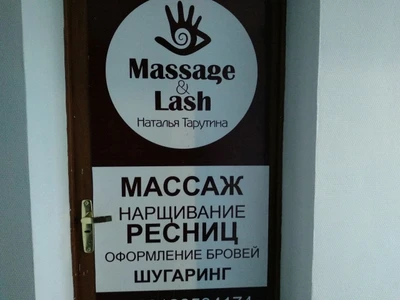 Massage
&
Lash
Наталья Тарутина
МАССАЖ
НАРЩИВАНИЕ
РЕСНИЦ
ОФОРМЛЕНИЕ БРОВЕЙ
ШУГАРИНГ